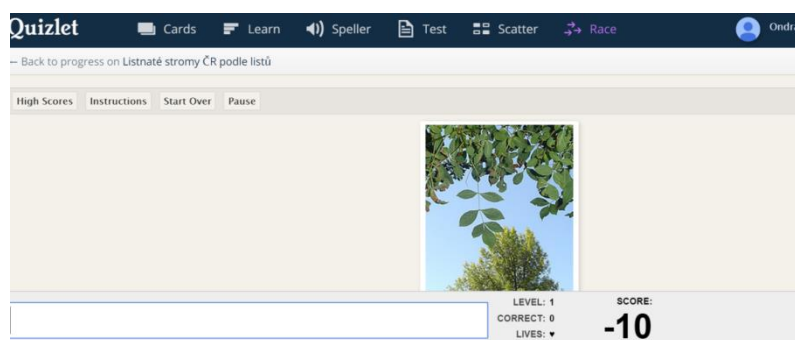 Quizlet Cards Learn Speller Test Scatter Race Ondra
← Back to progress on Listnaté stromy ČR podle listů
High Scores Instructions Start Over Pause
LEVEL: 1
CORRECT: 0
LIVES: ♥
SCORE:
-10